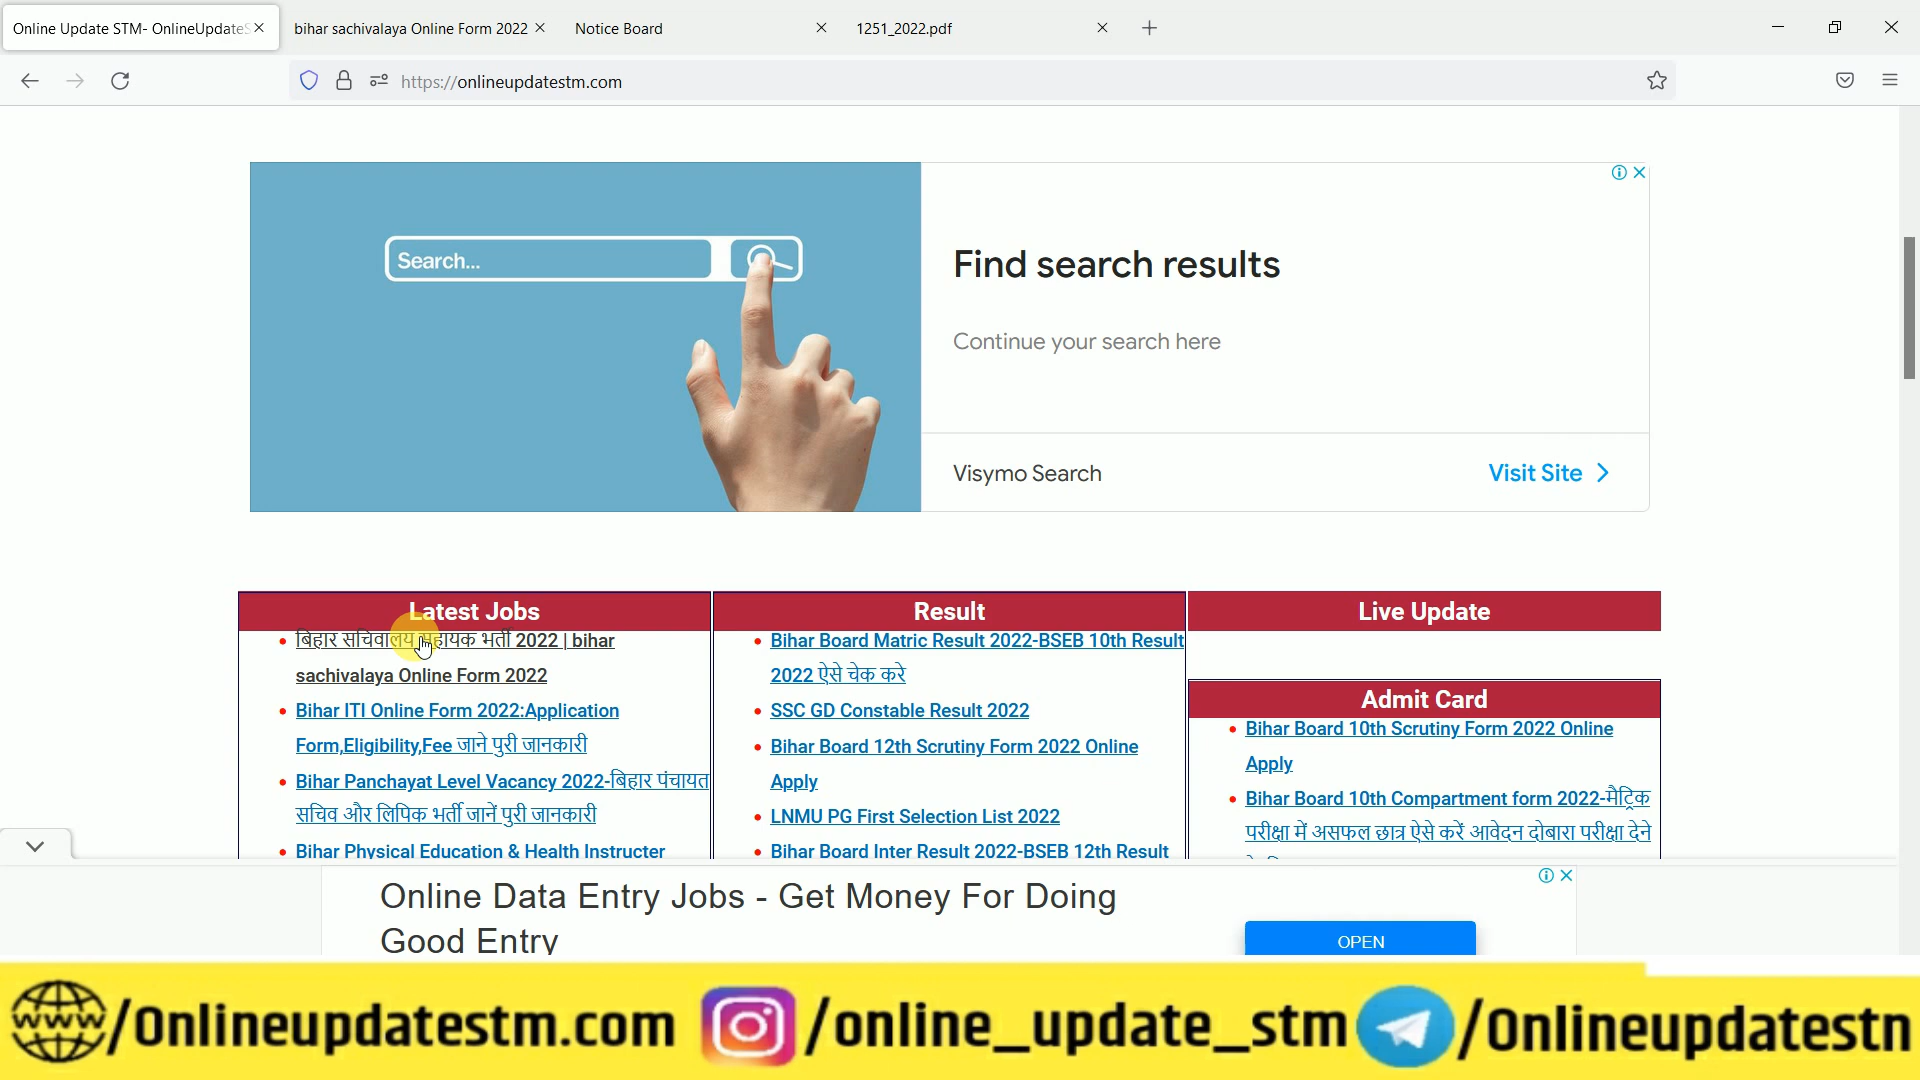 Online Update STM- OnlineUpdateS
bihar sachivalaya Online Form 2022
Notice Board
1251_2022.pdf
https://onlineupdatestm.com
Search...
Find search results
Continue your search here
Visymo Search
Visit Site
Latest Jobs
बिहार सचिवालय सहायक भर्ती 2022 | bihar
sachivalaya Online Form 2022
Bihar ITI Online Form 2022:Application
Form,Eligibility,Fee जाने पुरी जानकारी
Bihar Panchayat Level Vacancy 2022-बिहार पंचायत
सचिव और लिपिक भर्ती जानें पुरी जानकारी
Bihar Physical Education & Health Instructer
Result
Bihar Board Matric Result 2022-BSEB 10th Result
2022 ऐसे चेक करे
SSC GD Constable Result 2022
Bihar Board 12th Scrutiny Form 2022 Online
Apply
LNMU PG First Selection List 2022
Bihar Board Inter Result 2022-BSEB 12th Result
Live Update
Admit Card
Bihar Board 10th Scrutiny Form 2022 Online
Apply
Bihar Board 10th Compartment form 2022-मैट्रिक
परीक्षा में असफल छात्र ऐसे करें आवेदन दोबारा परीक्षा देने
Online Data Entry Jobs - Get Money For Doing
Good Entry
OPEN
www/Onlineupdatestm.com /online_update_stm /Onlineupdatestn